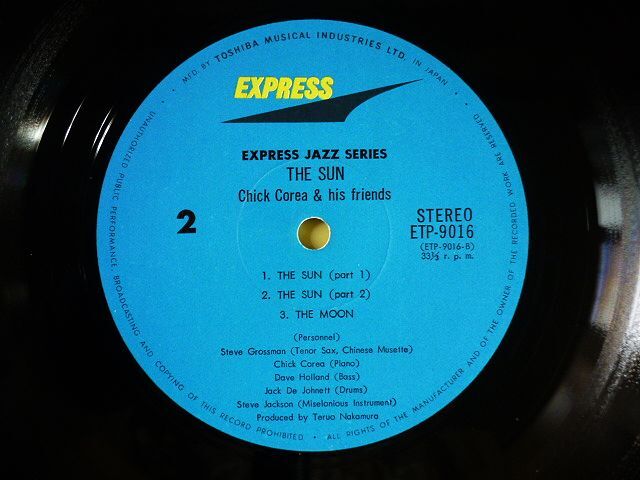 MFD. BY TOSHIBA MUSICAL INDUSTRIES LTD. IN JAPAN
EXPRESS
EXPRESS JAZZ SERIES
THE SUN
Chick Corea & his friends
2
STEREO
ETP-9016
(ETP-9016-B)
33⅓ r. p. m.
1. THE SUN (part 1)
2. THE SUN (part 2)
3. THE MOON
(Personnel)
Steve Grossman (Tenor Sax, Chinese Musette)
Chick Corea (Piano)
Dave Holland (Bass)
Jack De Johnett (Drums)
Steve Jackson (Miselanious Instrument)
Produced by Teruo Nakamura
ALL RIGHTS OF THE MANUFACTURER AND OF THE OWNER OF THE RECORDED WORK ARE RESERVED
UNAUTHORIZED PUBLIC PERFORMANCE BROADCASTING AND COPYING OF THIS RECORD PROHIBITED